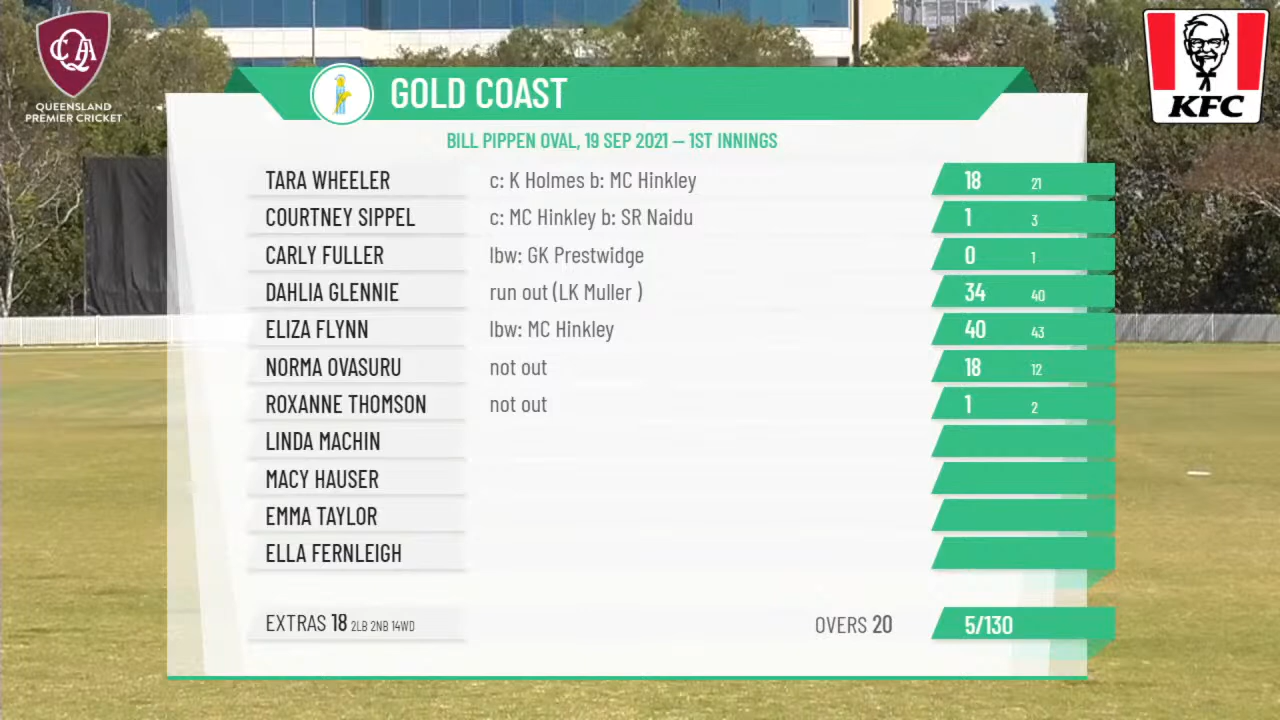 QUEENSLAND
PREMIER CRICKET
KFC
GOLD COAST
BILL PIPPEN OVAL, 19 SEP 2021 – 1ST INNINGS
TARA WHEELER c: K Holmes b: MC Hinkley 18 21
COURTNEY SIPPEL c: MC Hinkley b: SR Naidu 1 3
CARLY FULLER lbw: GK Prestwidge 0 1
DAHLIA GLENNIE run out (LK Muller ) 34 40
ELIZA FLYNN lbw: MC Hinkley 40 43
NORMA OVASURU not out 18 12
ROXANNE THOMSON not out 1 2
LINDA MACHIN
MACY HAUSER
EMMA TAYLOR
ELLA FERNLEIGH
EXTRAS 18 2LB 2NB 14WD OVERS 20 5/130